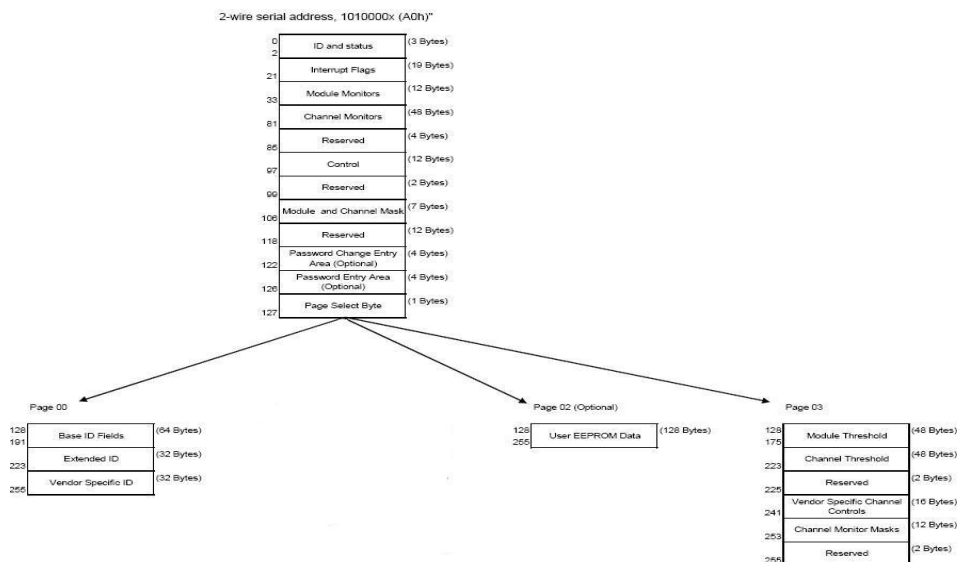 2-wire serial address, 1010000x (A0h)"
0
2
ID and status
(3 Bytes)
21
Interrupt Flags
(19 Bytes)
33
Module Monitors
(12 Bytes)
81
Channel Monitors
(48 Bytes)
85
Reserved
(4 Bytes)
97
Control
(12 Bytes)
99
Reserved
(2 Bytes)
106
Module and Channel Mask
(7 Bytes)
118
Reserved
(12 Bytes)
122
Password Change Entry
Area (Optional)
(4 Bytes)
126
Password Entry Area
(Optional)
(4 Bytes)
127
Page Select Byte
(1 Bytes)
Page 00
128
191
Base ID Fields
(64 Bytes)
223
Extended ID
(32 Bytes)
255
Vendor Specific ID
(32 Bytes)
Page 02 (Optional)
128
255
User EEPROM Data
(128 Bytes)
Page 03
128
175
Module Threshold
(48 Bytes)
223
Channel Threshold
(48 Bytes)
225
Reserved
(2 Bytes)
241
Vendor Specific Channel
Controls
(16 Bytes)
253
Channel Monitor Masks
(12 Bytes)
255
Reserved
(2 Bytes)